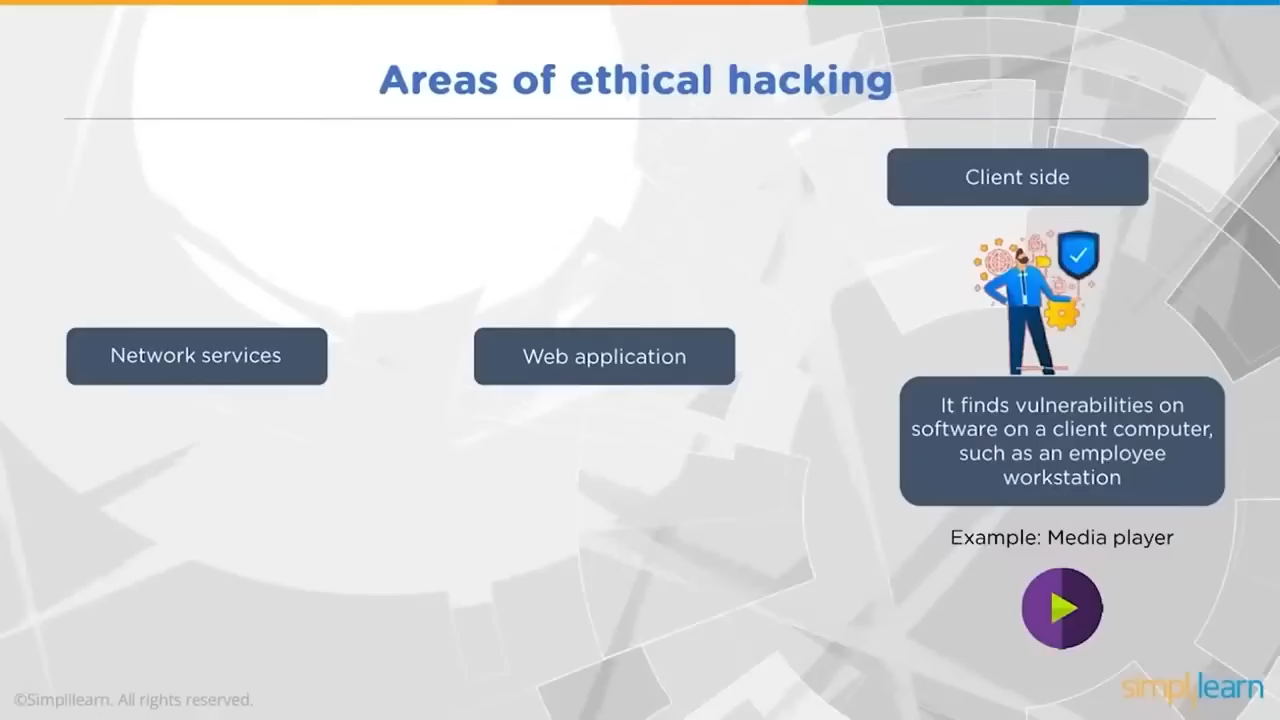 Areas of ethical hacking
Client side
Network services
Web application
It finds vulnerabilities on
software on a client computer,
such as an employee
workstation
Example: Media player
©Simplilearn. All rights reserved.
simplilearn